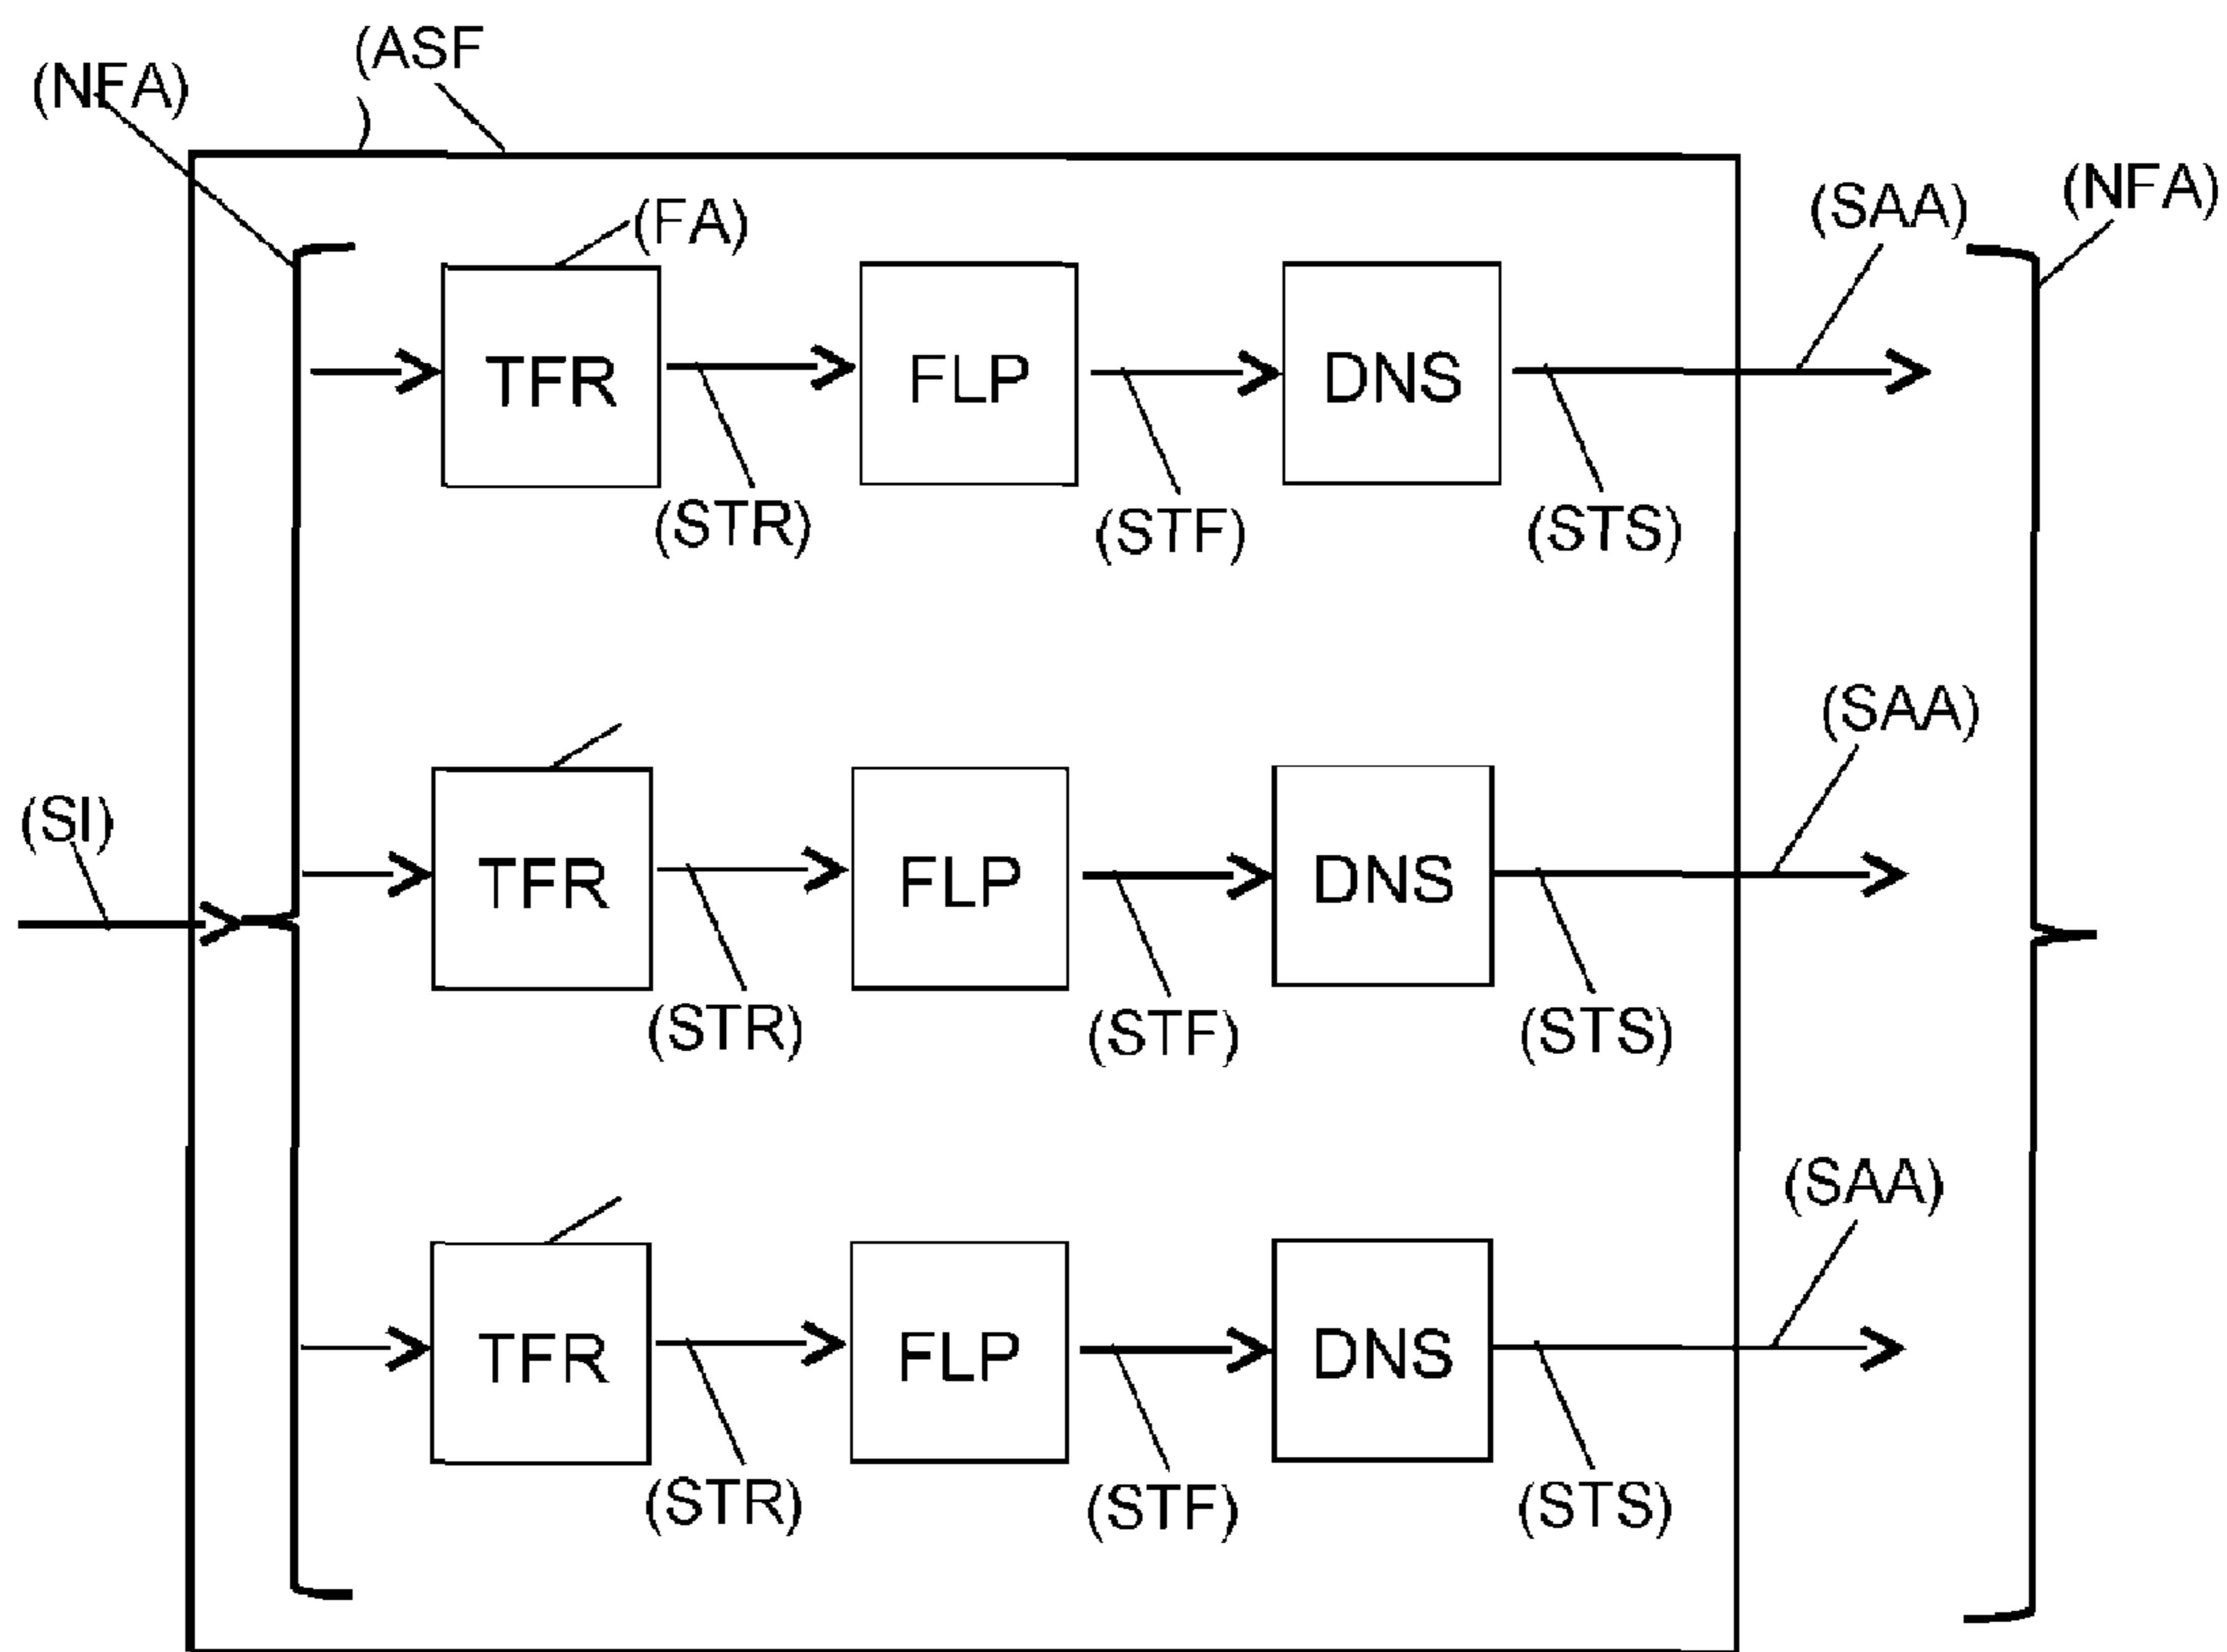 (ASF
)
(NFA)
(NFA)
(SAA)
(FA)
TFR
FLP
DNS
(STR)
(STF)
(STS)
(SAA)
(SI)
TFR
FLP
DNS
(STR)
(STF)
(STS)
(SAA)
TFR
FLP
DNS
(STR)
(STF)
(STS)